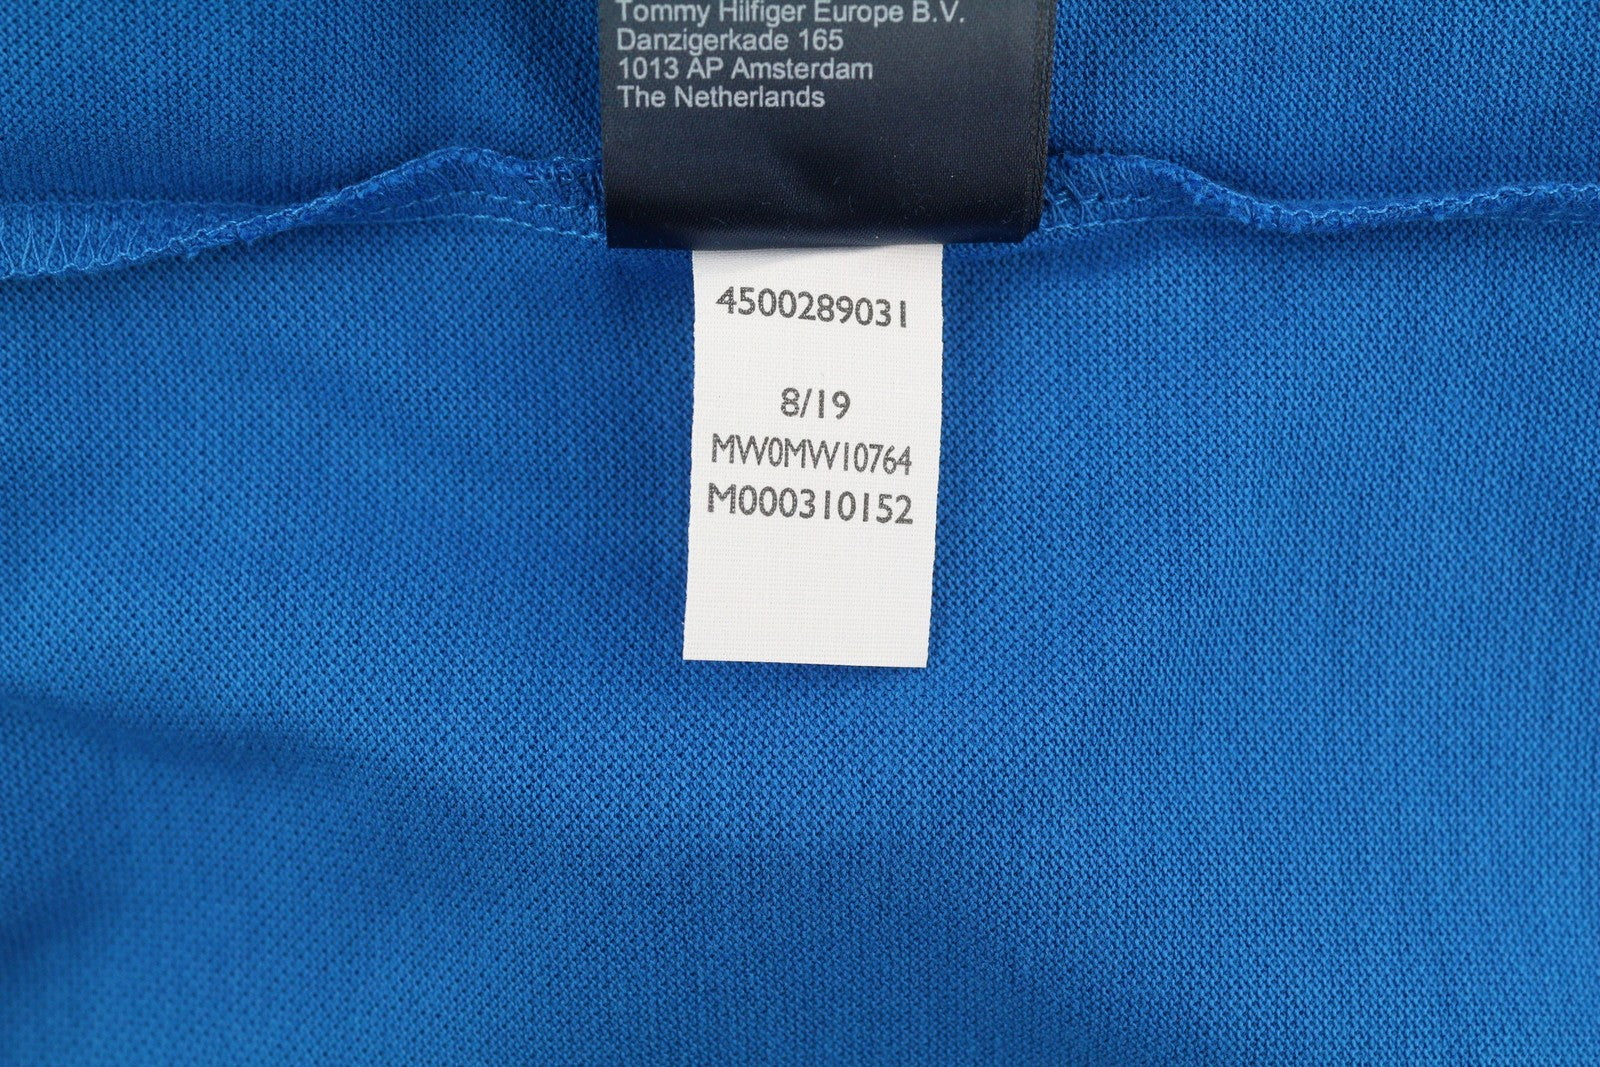 Tommy Hilfiger Europe B.V.
Danzigerkade 165
1013 AP Amsterdam
The Netherlands
4500289031
8/19
MW0MW10764
M000310152